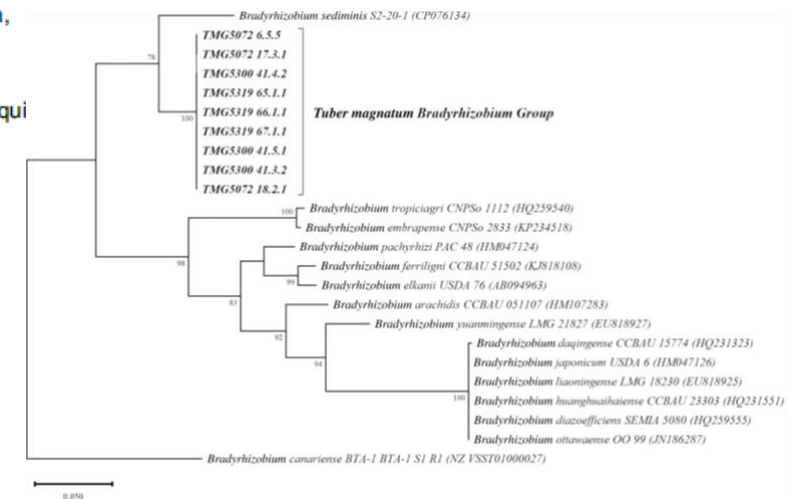 a,
qui
Bradyrhizobium sediminis S2-20-1 (CP076134)
TMG5072 6.5.5
78
TMG5072 17.3.1
TMG5300 41.4.2
TMG5319 65.1.1
TMG5319 66.1.1
Tuber magnatum Bradyrhizobium Group
100
TMG5319 67.1.1
TMG5300 41.5.1
TMG5300 41.3.2
TMG5072 18.2.1
Bradyrhizobium tropiciagri CNPSo 1112 (HQ259540)
100
Bradyrhizobium embrapense CNPSo 2833 (KP234518)
Bradyrhizobium pachyrhizi PAC 48 (HM047124)
98
Bradyrhizobium ferriligni CCBAU 51502 (KJ818108)
99
Bradyrhizobium elkanii USDA 76 (AB094963)
83
Bradyrhizobium arachidis CCBAU 051107 (HM107283)
Bradyrhizobium yuanmingense LMG 21827 (EU818927)
92
Bradyrhizobium daqingense CCBAU 15774 (HQ231323)
94
Bradyrhizobium japonicum USDA 6 (HM047126)
Bradyrhizobium liaoningense LMG 18230 (EU818925)
100
Bradyrhizobium huanghuaihaiense CCBAU 23303 (HQ231551)
Bradyrhizobium diazoefficiens SEMIA 5080 (HQ259555)
Bradyrhizobium ottawaense OO 99 (JN186287)
Bradyrhizobium canariense BTA-1 BTA-1 S1 R1 (NZ VSST01000027)
0.050